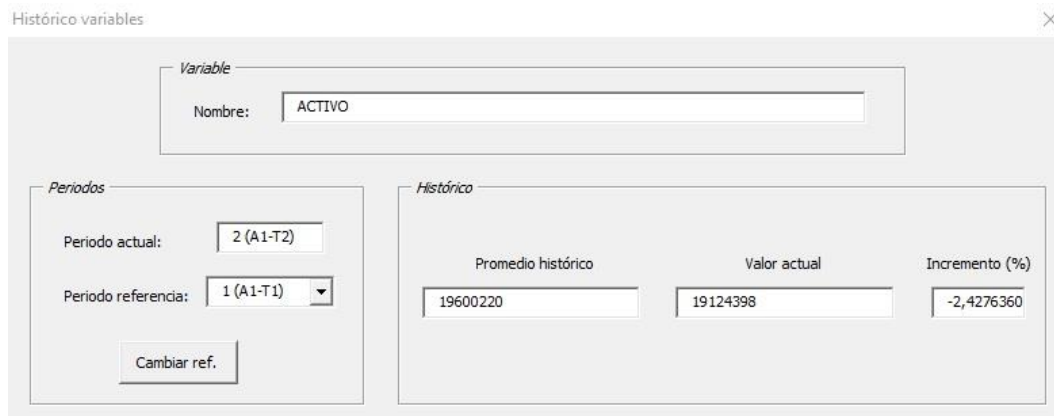 Histórico variables
Variable
Nombre: ACTIVO
Periodos
Periodo actual: 2 (A1-T2)
Periodo referencia: 1 (A1-T1)
Cambiar ref.
Histórico
Promedio histórico Valor actual Incremento (%)
19600220 19124398 -2,4276360